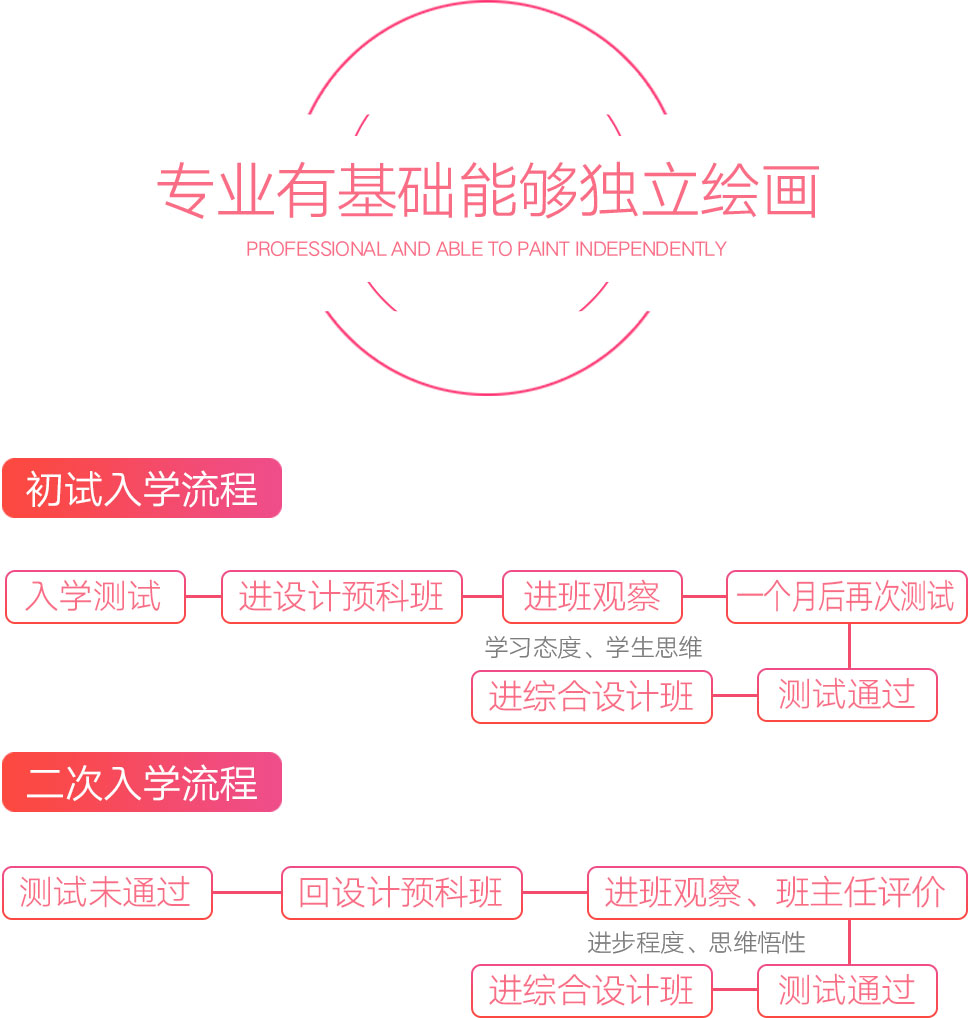 专业有基础能够独立绘画
PROFESSIONAL AND ABLE TO PAINT INDEPENDENTLY
初试入学流程
入学测试
进设计预科班
进班观察
一个月后再次测试
学习态度、学生思维
进综合设计班
测试通过
二次入学流程
测试未通过
回设计预科班
进班观察、班主任评价
进步程度、思维悟性
进综合设计班
测试通过